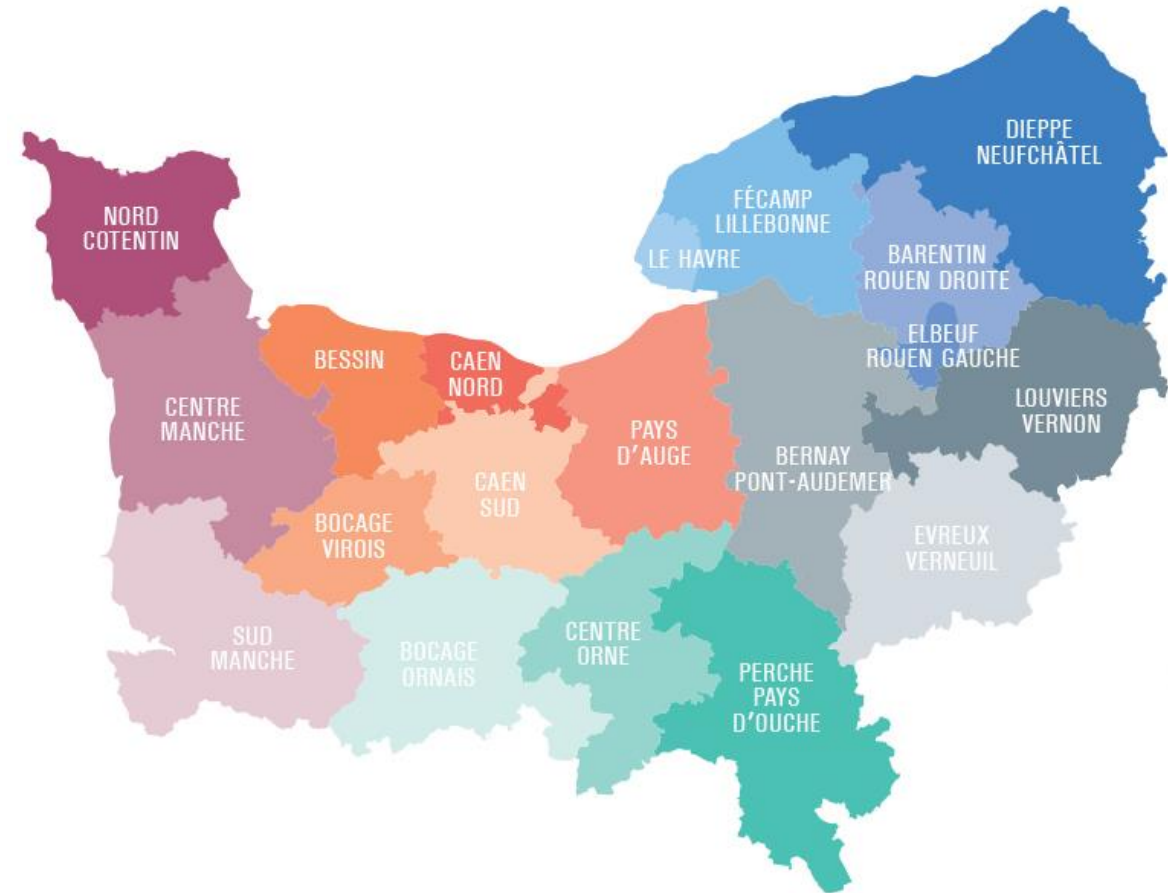 DIEPPE
NEUFCHÂTEL
NORD
COTENTIN
FÉCAMP
LILLEBONNE
LE HAVRE
BARENTIN
ROUEN DROITE
ELBEUF
ROUEN GAUCHE
BESSIN
CAEN
NORD
CENTRE
MANCHE
LOUVIERS
VERNON
PAYS
D'AUGE
BERNAY
PONT-AUDEMER
CAEN
SUD
BOCAGE
VIROIS
EVREUX
VERNEUIL
SUD
MANCHE
BOCAGE
ORNAIS
CENTRE
ORNE
PERCHE
PAYS
D'OUCHE